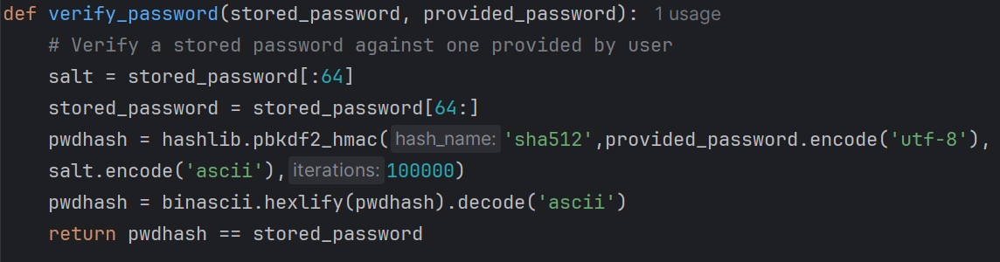 def verify_password(stored_password, provided_password): 1 usage
    # Verify a stored password against one provided by user
    salt = stored_password[:64]
    stored_password = stored_password[64:]
    pwdhash = hashlib.pbkdf2_hmac( hash_name: 'sha512',provided_password.encode('utf-8'),
    salt.encode('ascii'), iterations: 100000)
    pwdhash = binascii.hexlify(pwdhash).decode('ascii')
    return pwdhash == stored_password